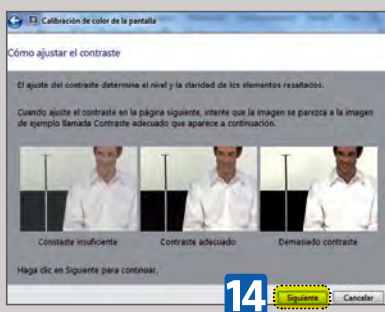 Calibración de color de la pantalla
Cómo ajustar el contraste
El ajuste del contraste determina el nivel y la claridad de los elementos resaltados.
Cuando ajuste el contraste en la página siguiente, intente que la imagen se parezca a la imagen
de ejemplo llamada Contraste adecuado que aparece a continuación.
Constaste insuficiente Contraste adecuado Demasiado contraste
Haga clic en Siguiente para continuar.
14 Siguiente Cancelar